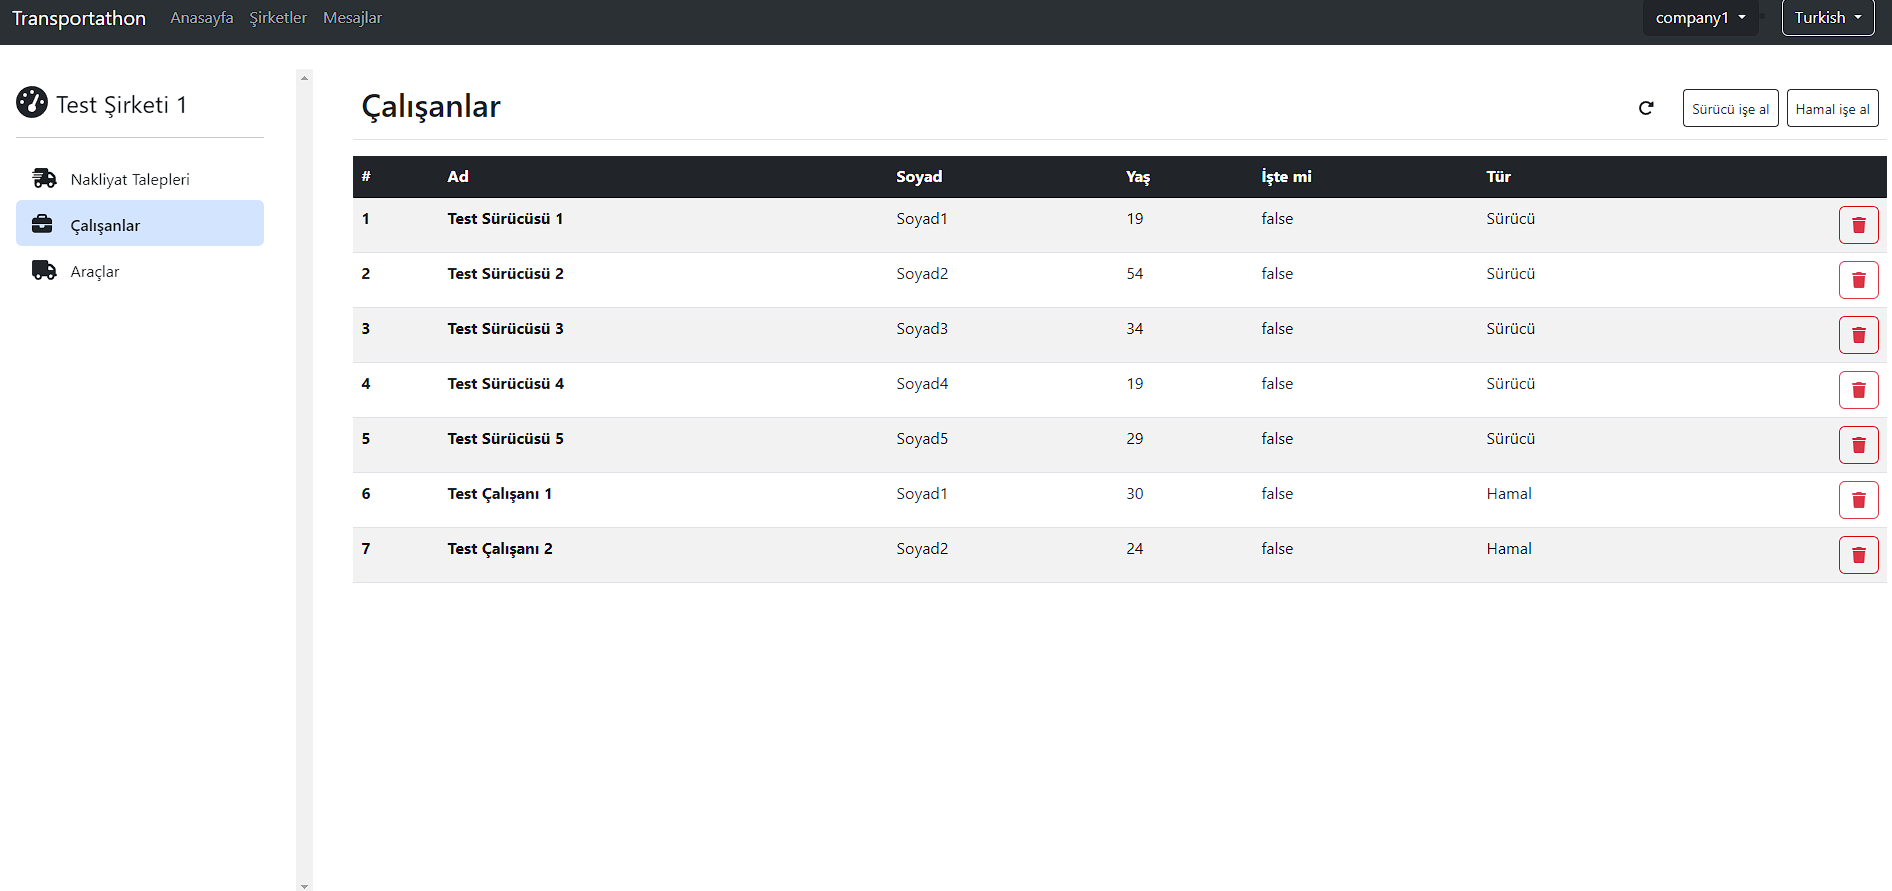 Transportathon Anasayfa Şirketler Mesajlar company1 Turkish
Test Şirketi 1
Nakliyat Talepleri
Çalışanlar
Araçlar
Çalışanlar Sürücü işe al Hamal işe al
# Ad Soyad Yaş İşte mi Tür
1 Test Sürücüsü 1 Soyad1 19 false Sürücü
2 Test Sürücüsü 2 Soyad2 54 false Sürücü
3 Test Sürücüsü 3 Soyad3 34 false Sürücü
4 Test Sürücüsü 4 Soyad4 19 false Sürücü
5 Test Sürücüsü 5 Soyad5 29 false Sürücü
6 Test Çalışanı 1 Soyad1 30 false Hamal
7 Test Çalışanı 2 Soyad2 24 false Hamal